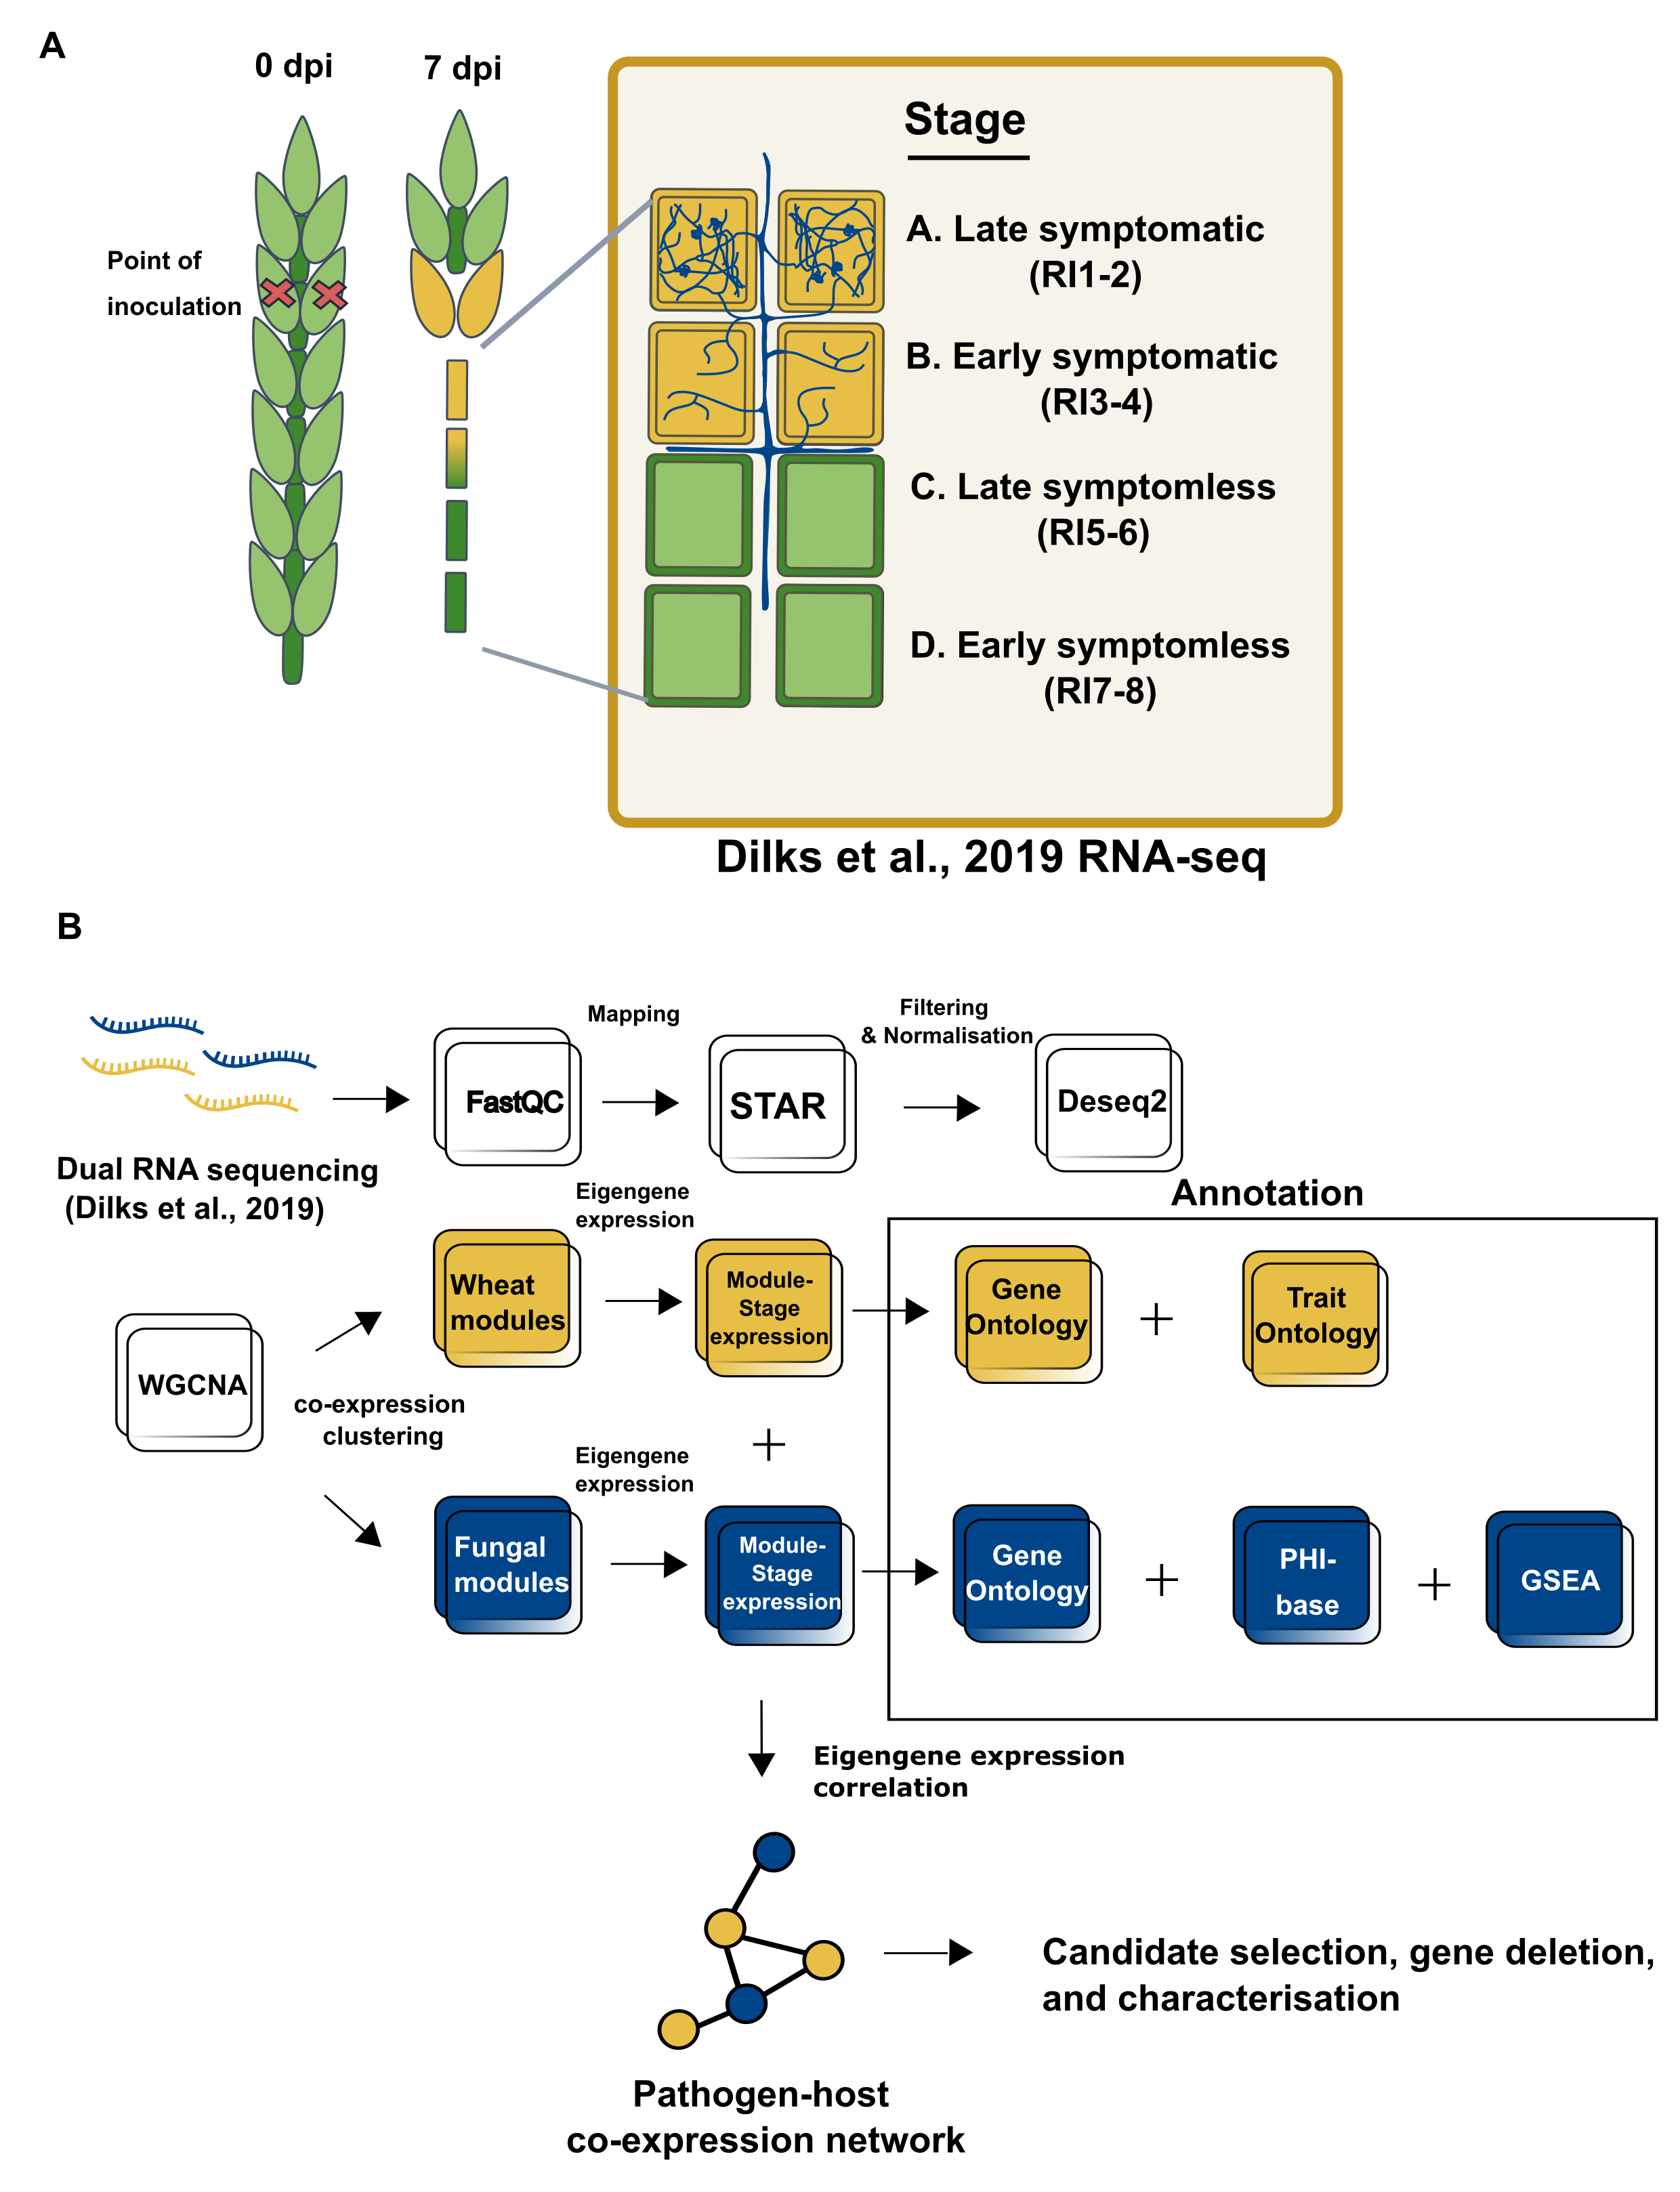 A
0 dpi
7 dpi
Point of
inoculation
Stage
A. Late symptomatic
(RI1-2)
B. Early symptomatic
(RI3-4)
C. Late symptomless
(RI5-6)
D. Early symptomless
(RI7-8)
Dilks et al., 2019 RNA-seq
B
Dual RNA sequencing
(Dilks et al., 2019)
FastQC
Mapping
STAR
Filtering
& Normalisation
Deseq2
WGCNA
co-expression
clustering
Wheat
modules
Eigengene
expression
Module-
Stage
expression
Annotation
Gene
Ontology
+
Trait
Ontology
+
Fungal
modules
Eigengene
expression
Module-
Stage
expression
Gene
Ontology
+
PHI-
base
+
GSEA
Eigengene expression
correlation
Pathogen-host
co-expression network
Candidate selection, gene deletion,
and characterisation